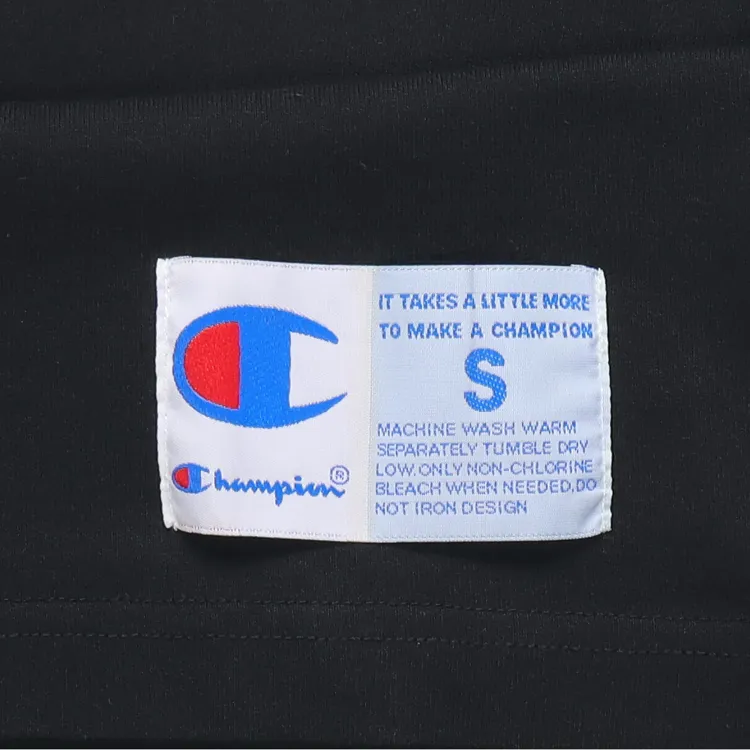 Champion®
IT TAKES A LITTLE MORE
TO MAKE A CHAMPION
S
MACHINE WASH WARM
SEPARATELY TUMBLE DRY
LOW.ONLY NON-CHLORINE
BLEACH WHEN NEEDED.DO
NOT IRON DESIGN